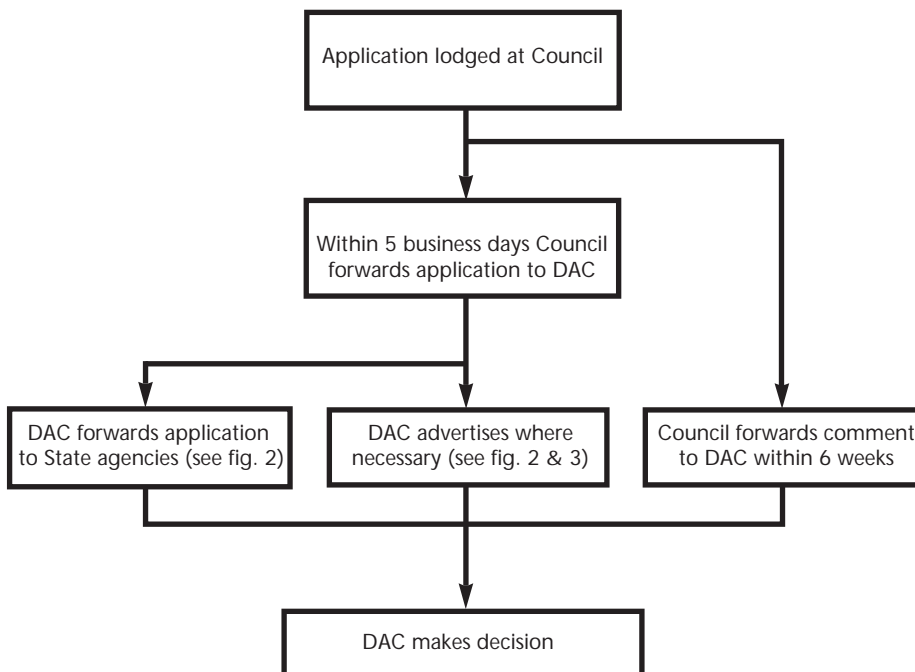 Application lodged at Council
Within 5 business days Council
forwards application to DAC
DAC forwards application
to State agencies (see fig. 2)
DAC advertises where
necessary (see fig. 2 & 3)
Council forwards comment
to DAC within 6 weeks
DAC makes decision